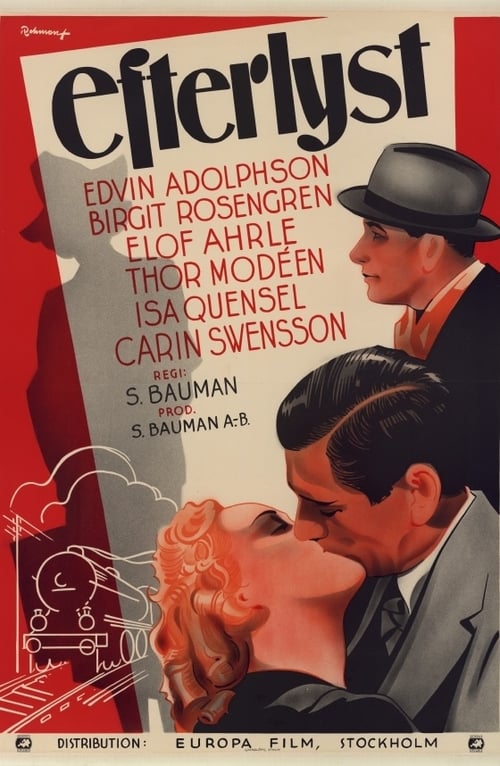 Rohman
efterlyst
EDVIN ADOLPHSON
BIRGIT ROSENGREN
ELOF AHRLE
THOR MODÉEN
ISA QUENSEL
CARIN SWENSSON
REGI:
S. BAUMAN
PROD.
S. BAUMAN A.-B.
DISTRIBUTION: EUROPA FILM, STOCKHOLM